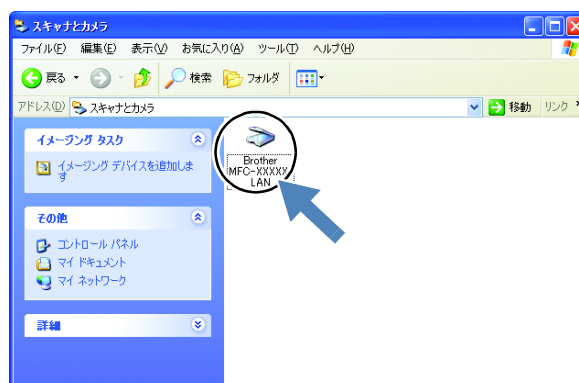 スキャナとカメラ
ファイル(F) 編集(E) 表示(V) お気に入り(A) ツール(T) ヘルプ(H)
戻る 検索 フォルダ
アドレス(D) スキャナとカメラ 移動 リンク
イメージング タスク
イメージング デバイスを追加しま
す
Brother
MFC-XXXXX
LAN
その他
コントロール パネル
マイ ドキュメント
マイ ネットワーク
詳細